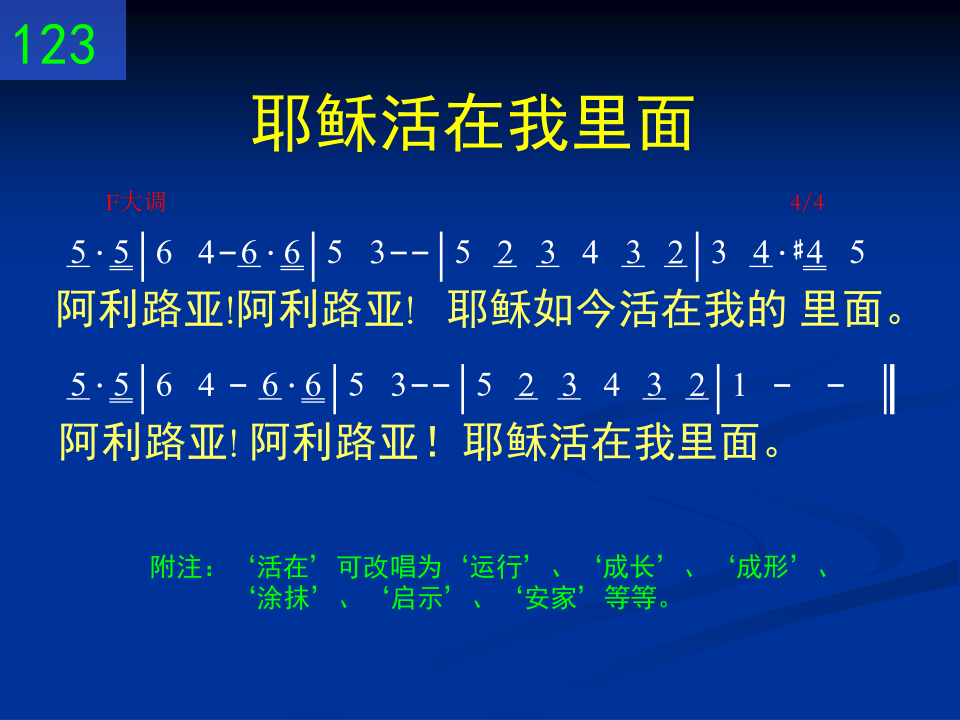 123
耶稣活在我里面
F大调 4/4
5·5|6 4-6·6|5 3--|5 2 3 4 3 2|3 4·#4 5
阿利路亚!阿利路亚! 耶稣如今活在我的 里面。
5·5|6 4 - 6·6|5 3--|5 2 3 4 3 2|1 - - ‖
阿利路亚! 阿利路亚！耶稣活在我里面。
附注：‘活在’可改唱为‘运行’、‘成长’、‘成形’、
‘涂抹’、‘启示’、‘安家’等等。